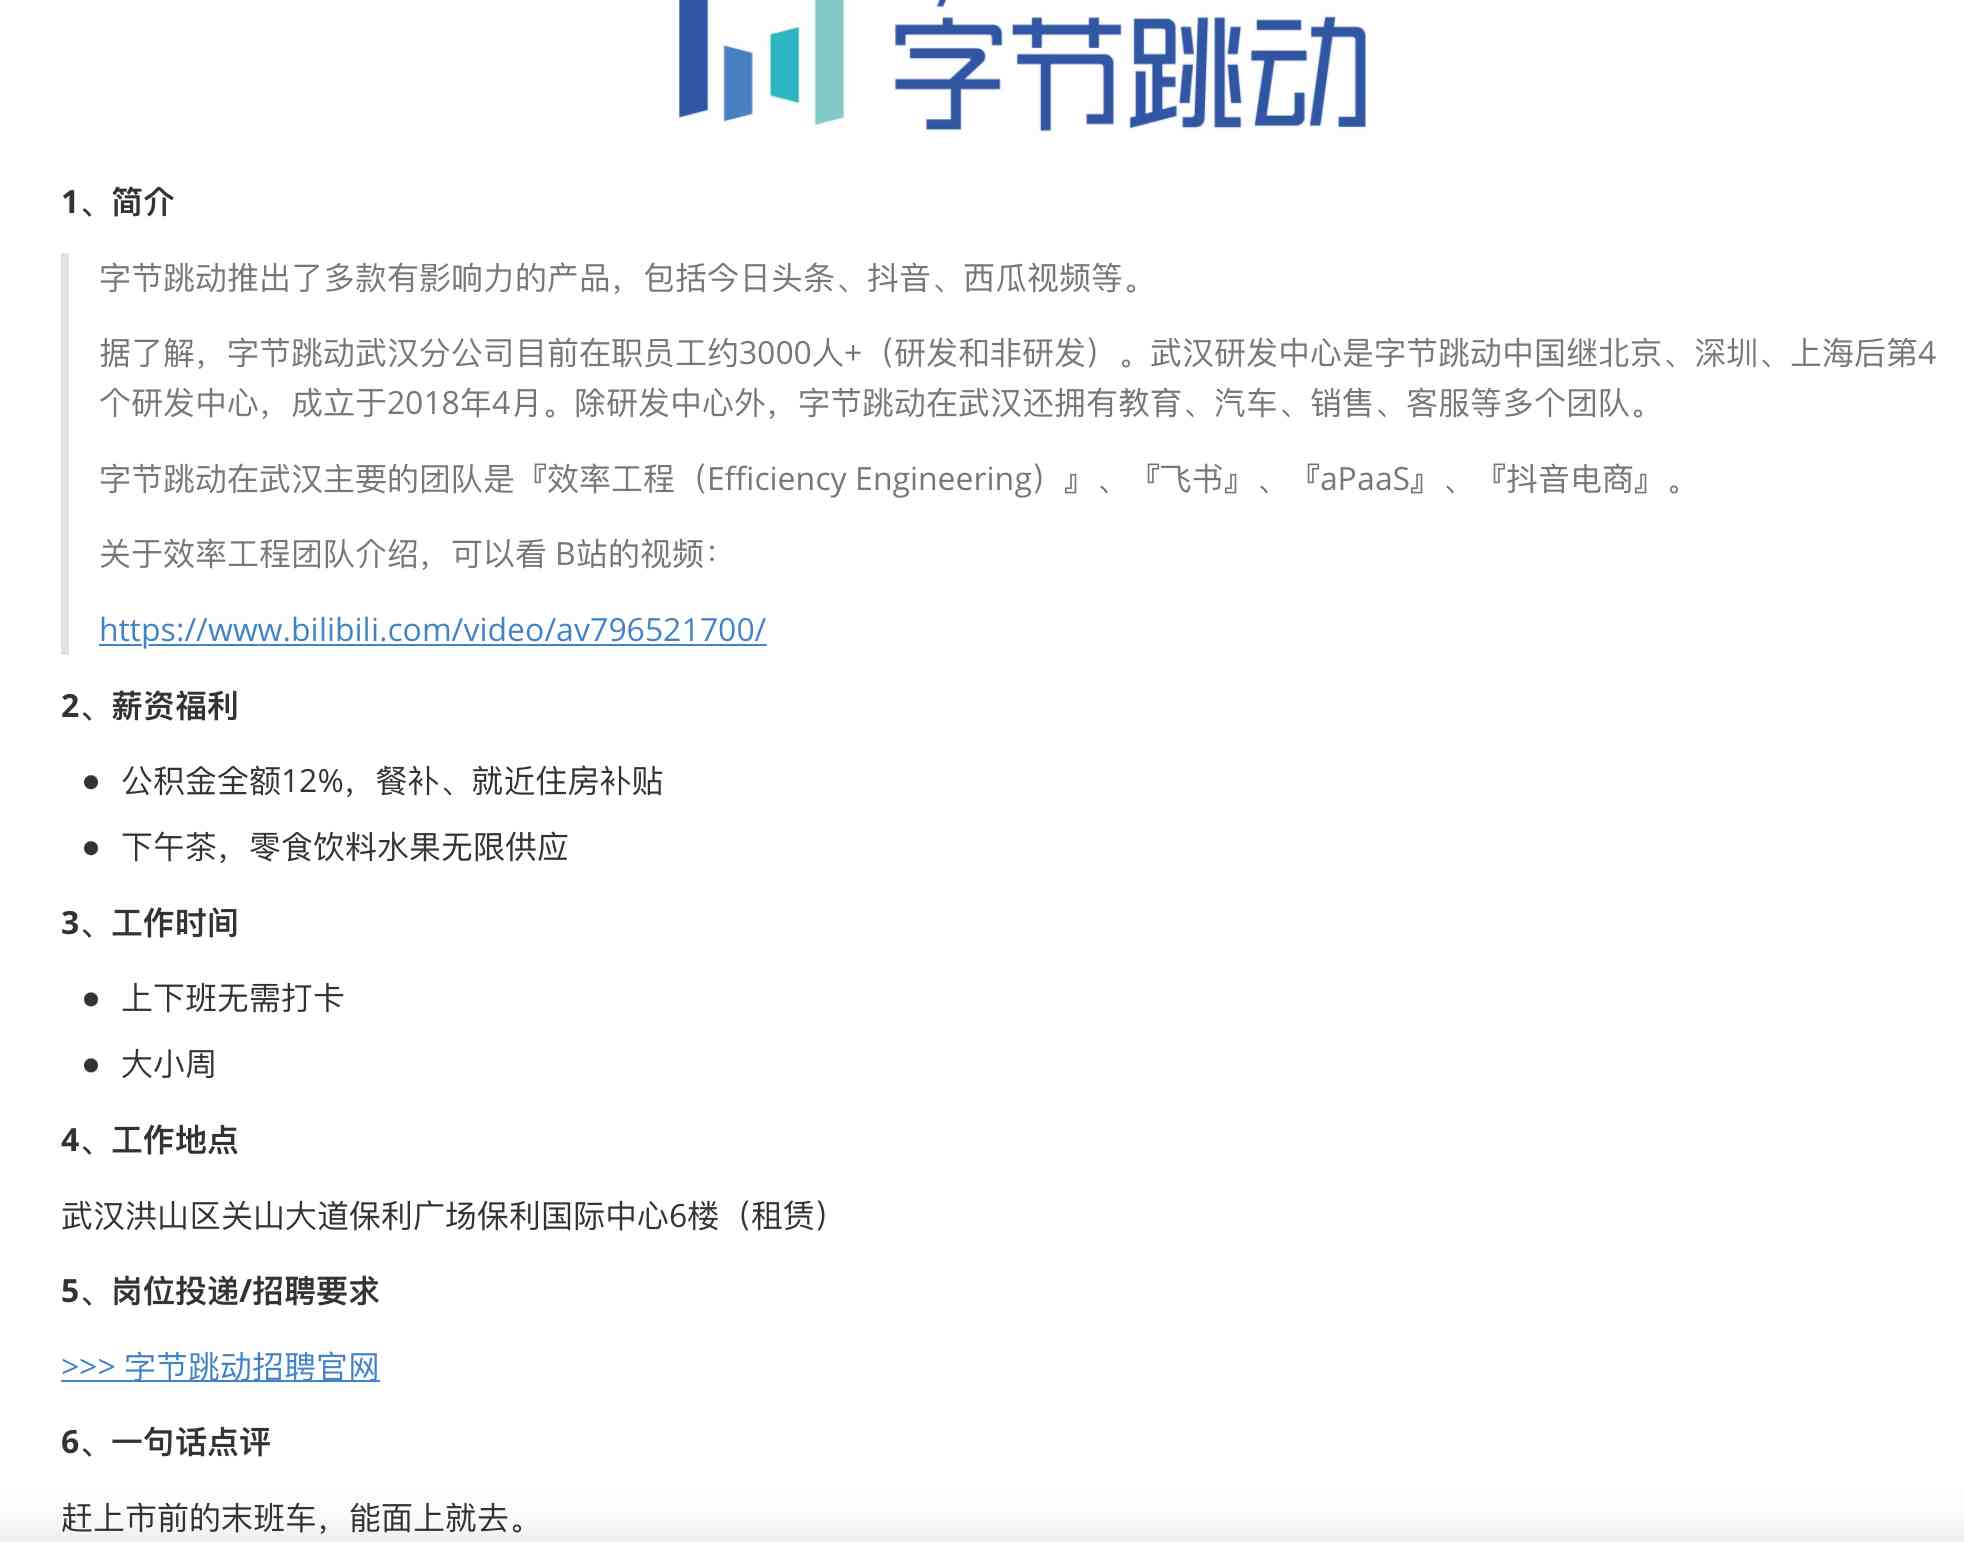 字节跳动
1、简介
字节跳动推出了多款有影响力的产品，包括今日头条、抖音、西瓜视频等。
据了解，字节跳动武汉分公司目前在职员工约3000人+（研发和非研发）。武汉研发中心是字节跳动中国继北京、深圳、上海后第4
个研发中心，成立于2018年4月。除研发中心外，字节跳动在武汉还拥有教育、汽车、销售、客服等多个团队。
字节跳动在武汉主要的团队是『效率工程（Efficiency Engineering）』、『飞书』、『aPaaS』、『抖音电商』。
关于效率工程团队介绍，可以看 B站的视频：
https://www.bilibili.com/video/av796521700/
2、薪资福利
● 公积金全额12%，餐补、就近住房补贴
● 下午茶，零食饮料水果无限供应
3、工作时间
● 上下班无需打卡
● 大小周
4、工作地点
武汉洪山区关山大道保利广场保利国际中心6楼（租赁）
5、岗位投递/招聘要求
>>> 字节跳动招聘官网
6、一句话点评
赶上市前的末班车，能面上就去。